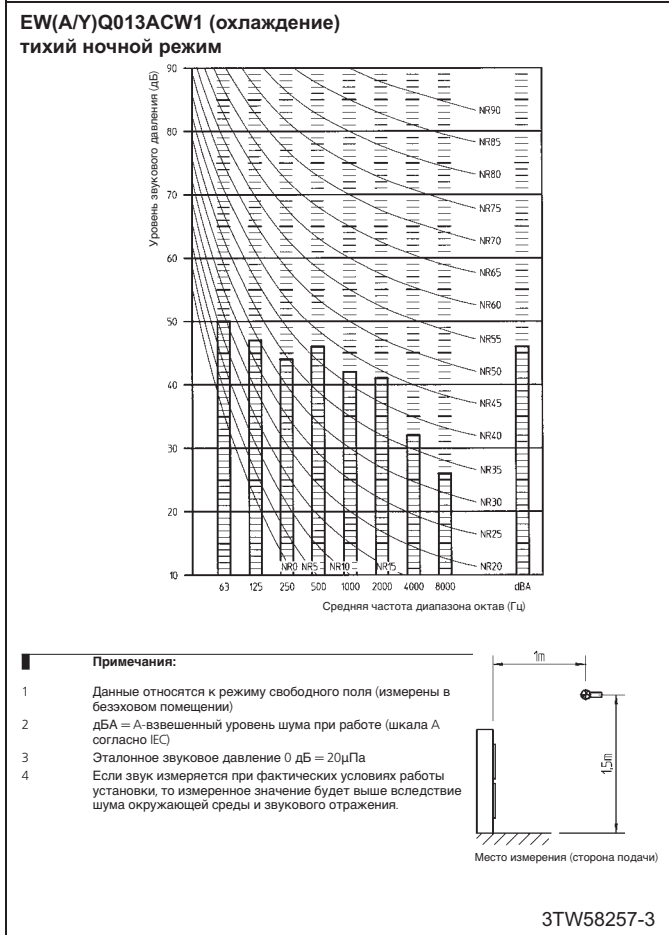 EW(A/Y)Q013ACW1 (охлаждение)
тихий ночной режим
Уровень звукового давления (дБ)
90
80
70
60
50
40
30
20
10
NR90
NR85
NR80
NR75
NR70
NR65
NR60
NR55
NR50
NR45
NR40
NR35
NR30
NR25
NR20
NR0 NR5 NR10 NR15
63 125 250 500 1000 2000 4000 8000 dBA
Средняя частота диапазона октав (Гц)
Примечания:
1 Данные относятся к режиму свободного поля (измерены в
безэховом помещении)
2 дБА = А-взвешенный уровень шума при работе (шкала А
согласно IEC)
3 Эталонное звуковое давление 0 дБ = 20µПа
4 Если звук измеряется при фактических условиях работы
установки, то измеренное значение будет выше вследствие
шума окружающей среды и звукового отражения.
1m
1,5m
Место измерения (сторона подачи)
3TW58257-3